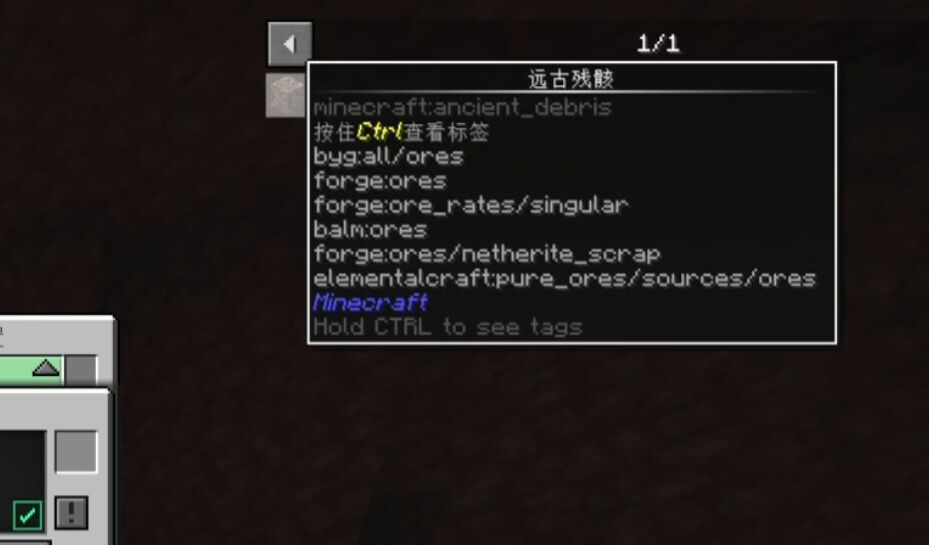 1/1
远古残骸
minecraft:ancient_debris
按住Ctrl查看标签
byg:all/ores
forge:ores
forge:ore_rates/singular
balm:ores
forge:ores/netherite_scrap
elementalcraft:pure_ores/sources/ores
Minecraft
Hold CTRL to see tags
!